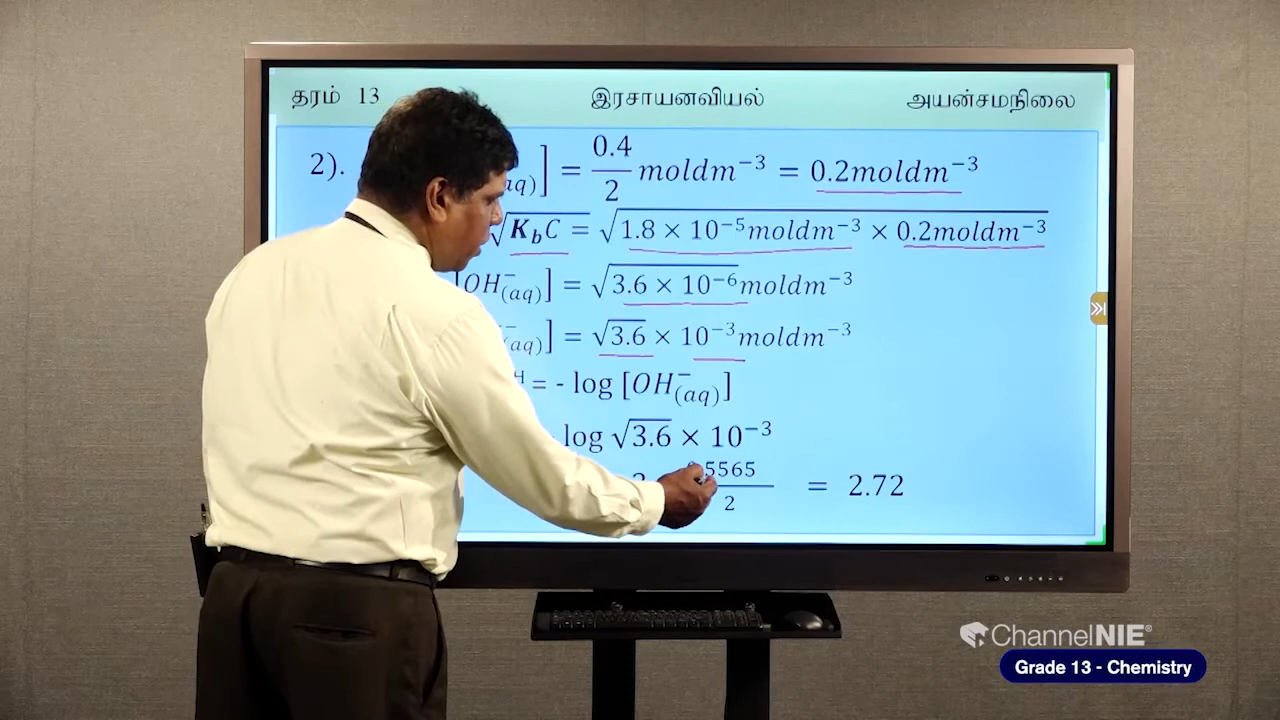 தரம் 13 இரசாயனவியல் அயன்சமநிலை
2). aq)] = 0.4/2 moldm⁻³ = 0.2moldm⁻³
√K_bC = √1.8 × 10⁻⁵moldm⁻³ × 0.2moldm⁻³
[OH⁻(aq)] = √3.6 × 10⁻⁶moldm⁻³
(aq)] = √3.6 × 10⁻³moldm⁻³
H = - log [OH⁻(aq)]
log √3.6 × 10⁻³
5565/2 = 2.72
ChannelNIE®
Grade 13 - Chemistry